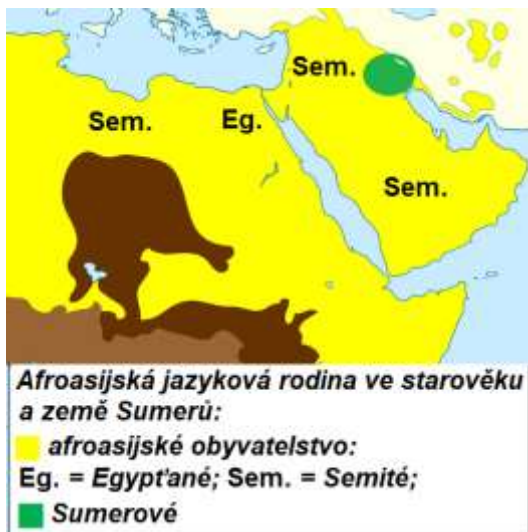 Sem.
Sem. Eg.
Sem.
Afroasijská jazyková rodina ve starověku
a země Sumerů:
afroasijské obyvatelstvo:
Eg. = Egypťané; Sem. = Semité;
Sumerové